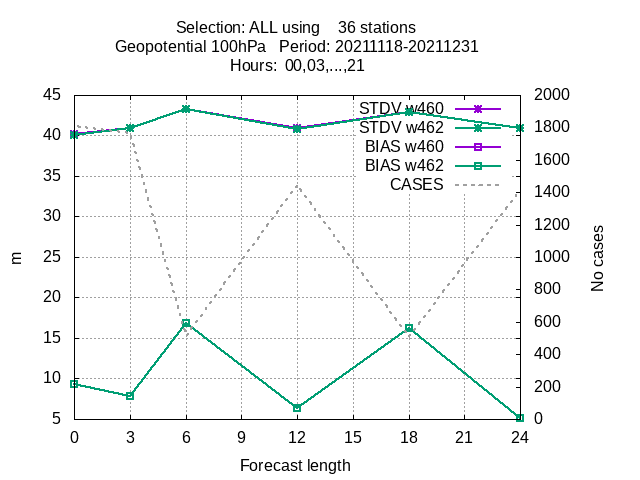 Selection: ALL using 36 stations
Geopotential 100hPa Period: 20211118-20211231
Hours: 00,03,...,21
45
40
35
30
25
20
15
10
5
m
STDV w460
STDV w462
BIAS w460
BIAS w462
CASES
2000
1800
1600
1400
1200
1000
800
600
400
200
0
No cases
0 3 6 9 12 15 18 21 24
Forecast length